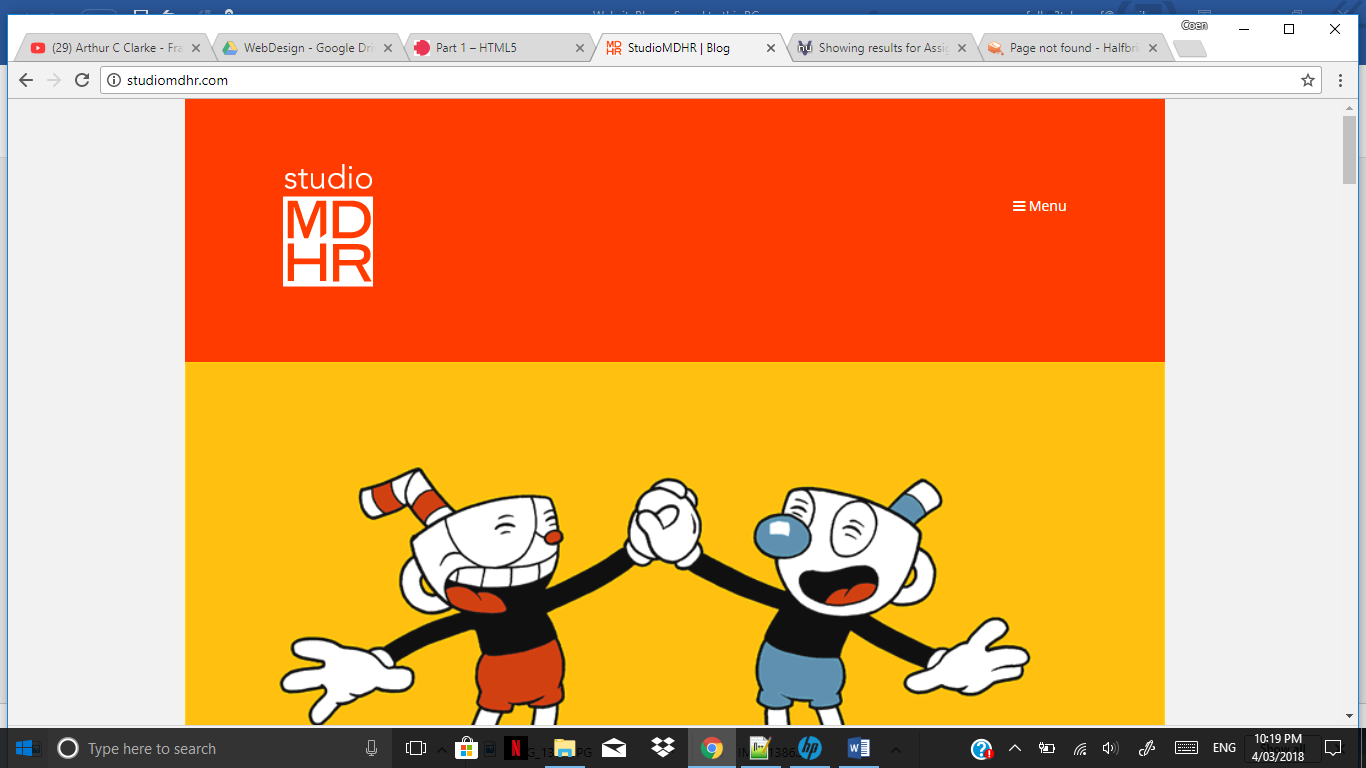 Coen
(29) Arthur C Clarke - Fra
WebDesign - Google Dri
Part 1 – HTML5
StudioMDHR | Blog
Showing results for Assig
Page not found - Halfbri
studiomdhr.com
studio
MD
HR
Menu
Type here to search
ENG
10:19 PM
4/03/2018